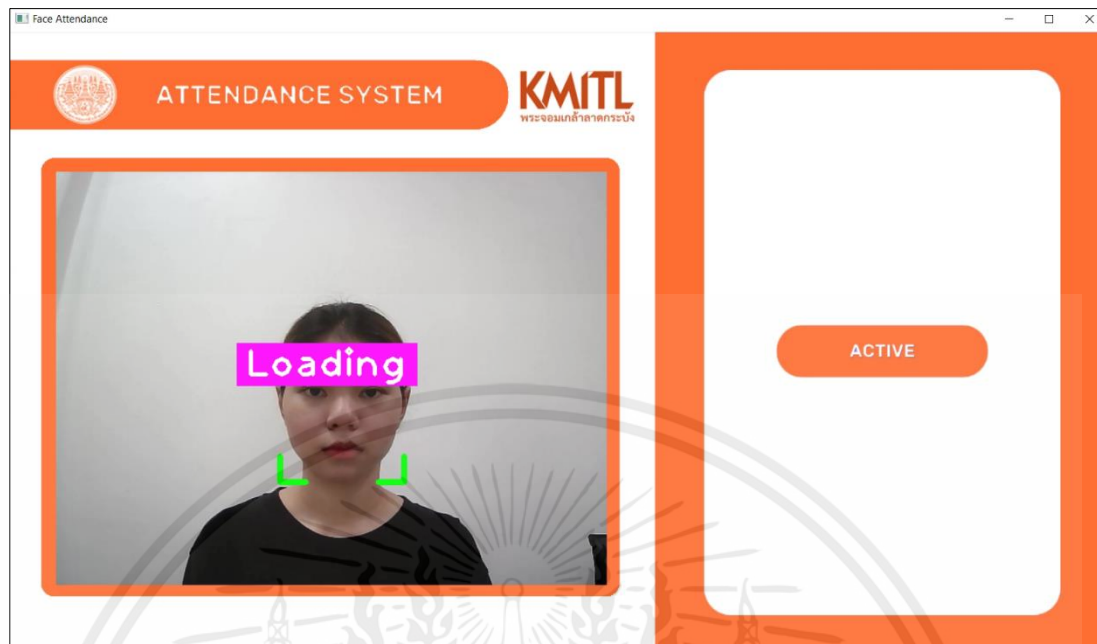 Face Attendance
ATTENDANCE SYSTEM
KMITL
พระจอมเกล้าลาดกระบัง
Loading
ACTIVE